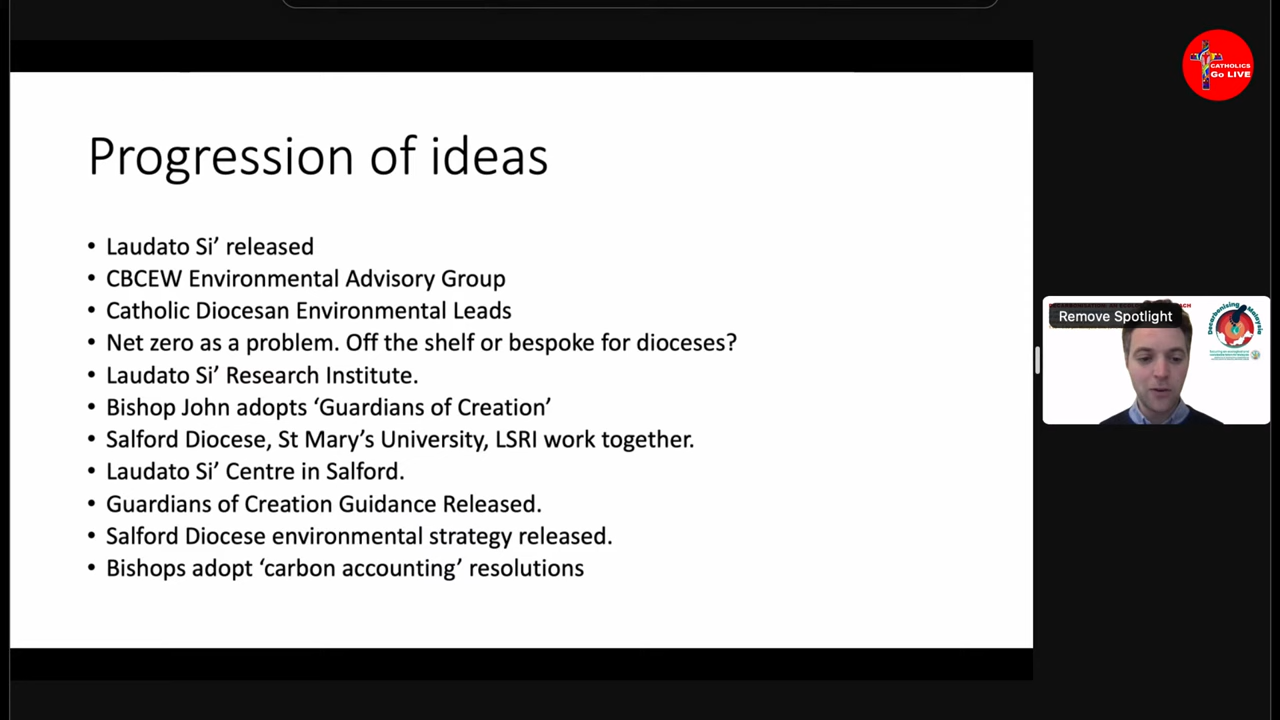 CATHOLICS
Go LIVE
Progression of ideas
• Laudato Si’ released
• CBCEW Environmental Advisory Group
• Catholic Diocesan Environmental Leads
• Net zero as a problem. Off the shelf or bespoke for dioceses?
• Laudato Si’ Research Institute.
• Bishop John adopts ‘Guardians of Creation’
• Salford Diocese, St Mary’s University, LSRI work together.
• Laudato Si’ Centre in Salford.
• Guardians of Creation Guidance Released.
• Salford Diocese environmental strategy released.
• Bishops adopt ‘carbon accounting’ resolutions
Remove Spotlight
Decarbonising Malaysia